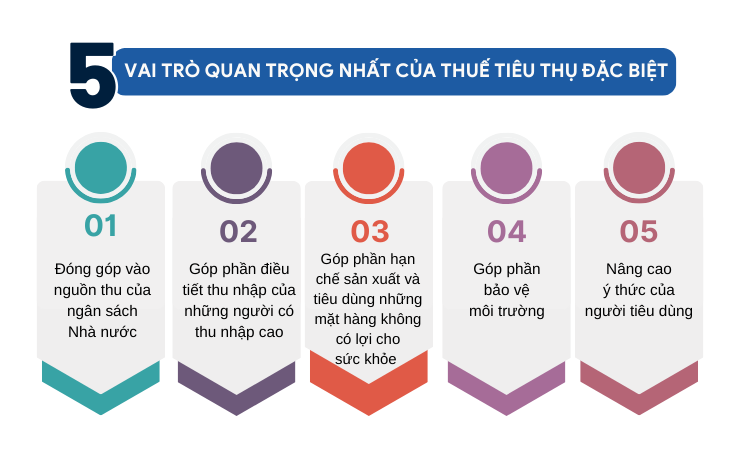 5 VAI TRÒ QUAN TRỌNG NHẤT CỦA THUẾ TIÊU THỤ ĐẶC BIỆT
01
Đóng góp vào
nguồn thu của
ngân sách
Nhà nước
02
Góp phần điều
tiết thu nhập của
những người có
thu nhập cao
03
Góp phần hạn
chế sản xuất và
tiêu dùng những
mặt hàng không
có lợi cho
sức khỏe
04
Góp phần
bảo vệ
môi trường
05
Nâng cao
ý thức của
người tiêu dùng